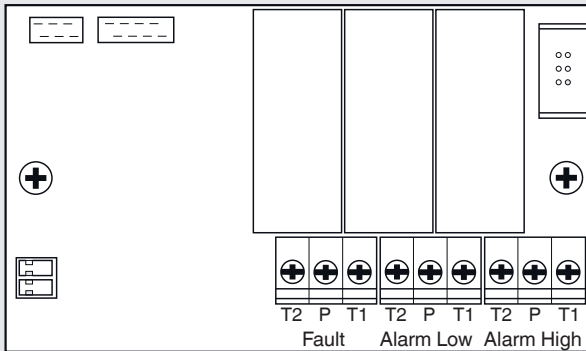 T2 P T1 T2 P T1 T2 P T1
Fault Alarm Low Alarm High